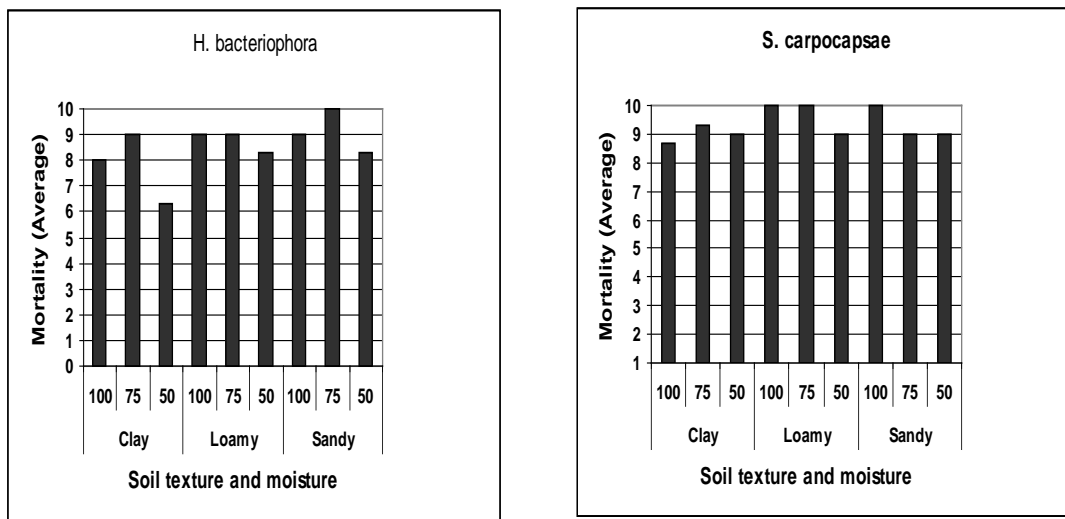 H. bacteriophora
Mortality (Average)
10
9
8
7
6
5
4
3
2
1
0
100 75 50 100 75 50 100 75 50
Clay Loamy Sandy
Soil texture and moisture
S. carpocapsae
Mortality (Average)
10
9
8
7
6
5
4
3
2
1
100 75 50 100 75 50 100 75 50
Clay Loamy Sandy
Soil texture and moisture